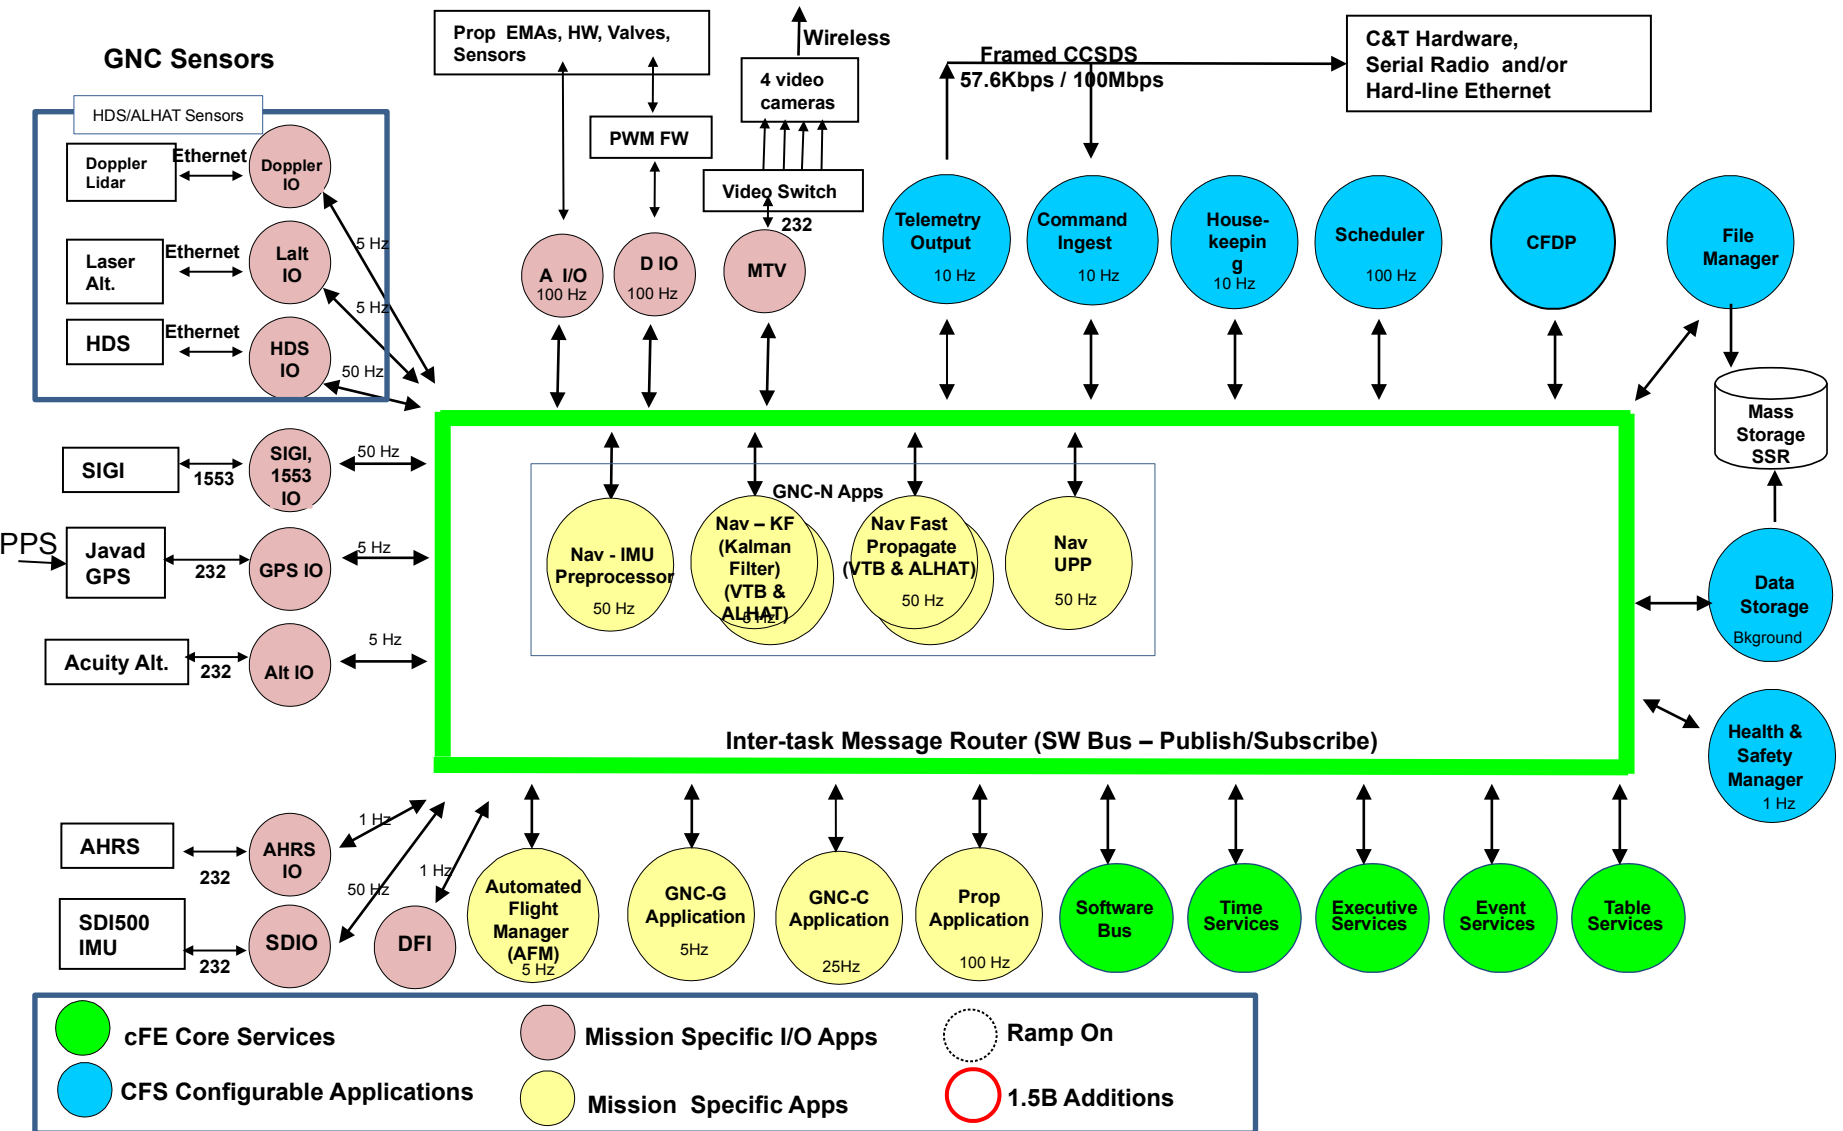 GNC Sensors
HDS/ALHAT Sensors
Doppler
Lidar
Ethernet
Doppler
IO
5 Hz
Laser
Alt.
Ethernet
Lalt
IO
5 Hz
HDS
Ethernet
HDS
IO
50 Hz
SIGI
1553
SIGI,
1553
IO
50 Hz
PPS
Javad
GPS
232
GPS IO
5 Hz
Acuity Alt.
232
Alt IO
5 Hz
AHRS
232
AHRS
IO
1 Hz
SDI500
IMU
232
SDIO
50 Hz
DFI
1 Hz
Prop EMAs, HW, Valves,
Sensors
PWM FW
A I/O
100 Hz
D IO
100 Hz
Wireless
4 video
cameras
Video Switch
232
MTV
Framed CCSDS
57.6Kbps / 100Mbps
C&T Hardware,
Serial Radio and/or
Hard-line Ethernet
Telemetry
Output
10 Hz
Command
Ingest
10 Hz
House-
keepin
g
10 Hz
Scheduler
100 Hz
CFDP
File
Manager
Mass
Storage
SSR
Data
Storage
Bkground
Health &
Safety
Manager
1 Hz
GNC-N Apps
Nav - IMU
Preprocessor
50 Hz
Nav – KF
(Kalman
Filter)
(VTB &
ALHAT)
5 Hz
Nav Fast
Propagate
(VTB & ALHAT)
50 Hz
Nav
UPP
50 Hz
Inter-task Message Router (SW Bus – Publish/Subscribe)
Automated
Flight
Manager
(AFM)
5 Hz
GNC-G
Application
5Hz
GNC-C
Application
25Hz
Prop
Application
100 Hz
Software
Bus
Time
Services
Executive
Services
Event
Services
Table
Services
cFE Core Services
CFS Configurable Applications
Mission Specific I/O Apps
Mission Specific Apps
Ramp On
1.5B Additions